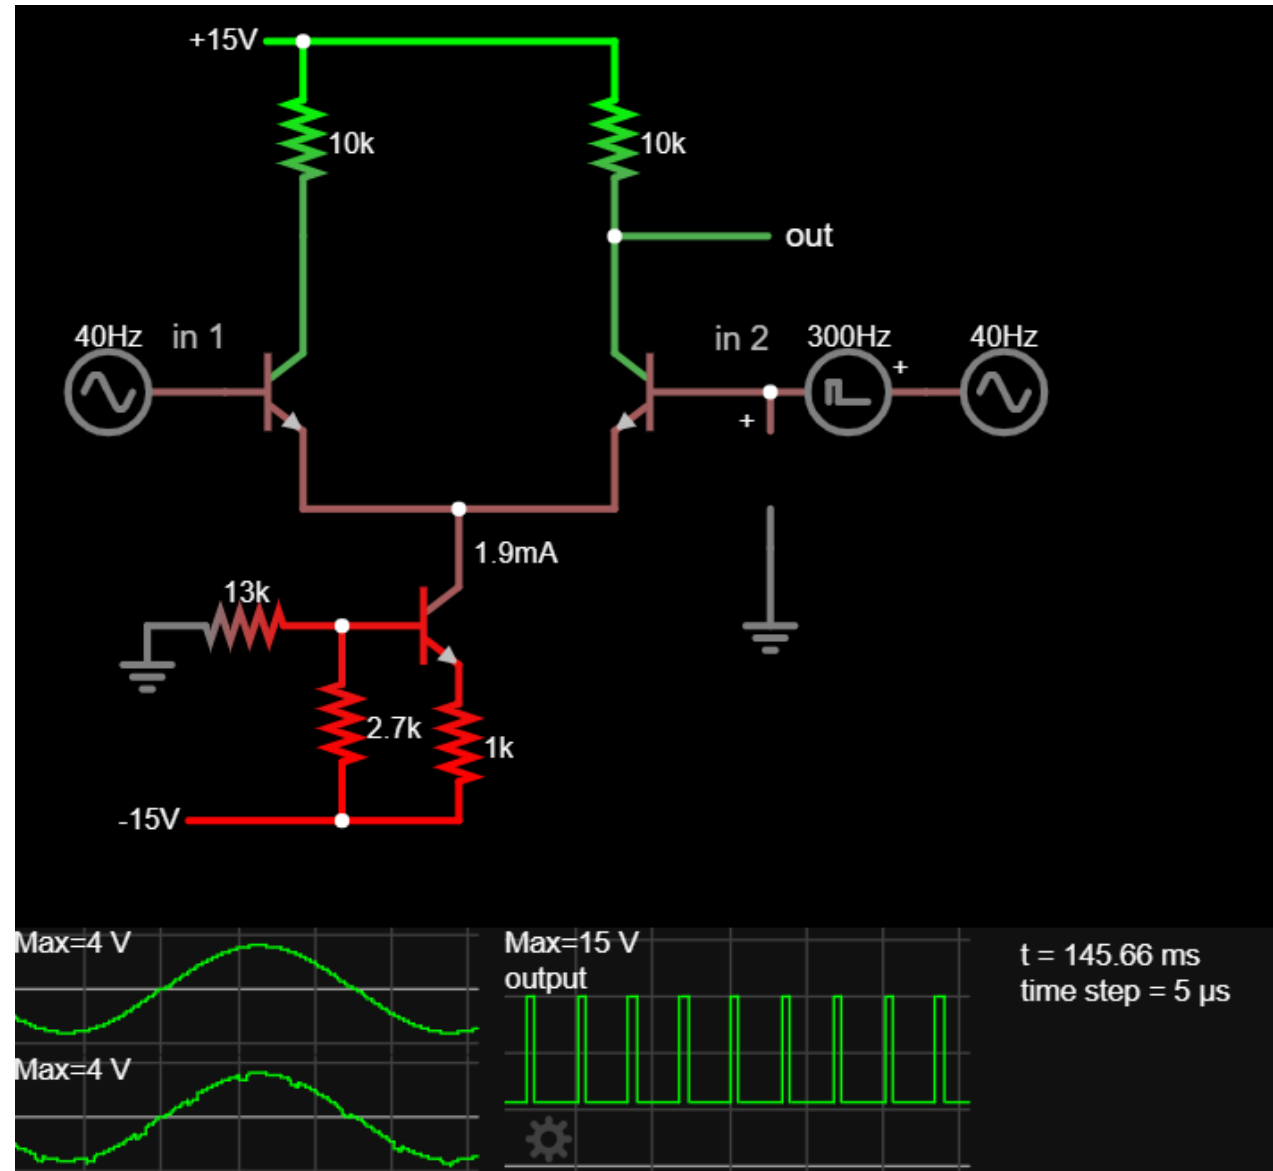 +15V
10k
10k
out
40Hz
in 1
in 2
300Hz
40Hz
+
+
1.9mA
13k
2.7k
1k
-15V
Max=4 V
Max=15 V
output
t = 145.66 ms
time step = 5 µs
Max=4 V